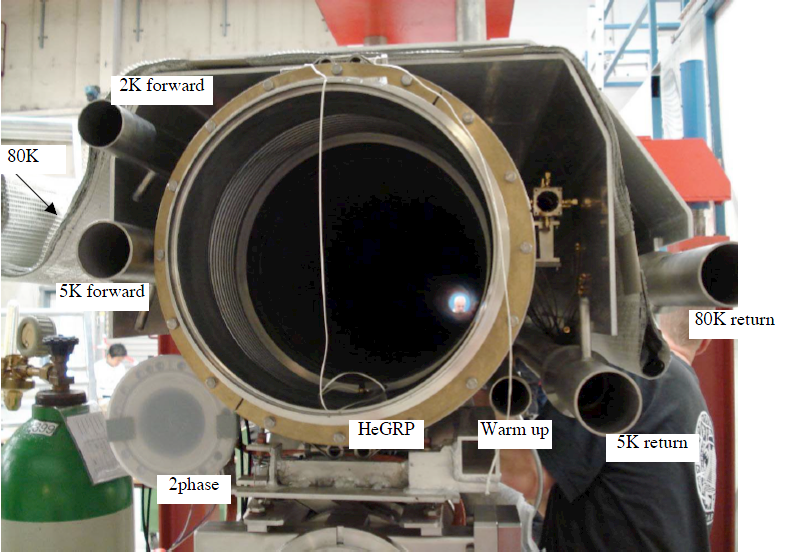 2K forward
80K
5K forward
80K return
HeGRP
Warm up
5K return
2phase